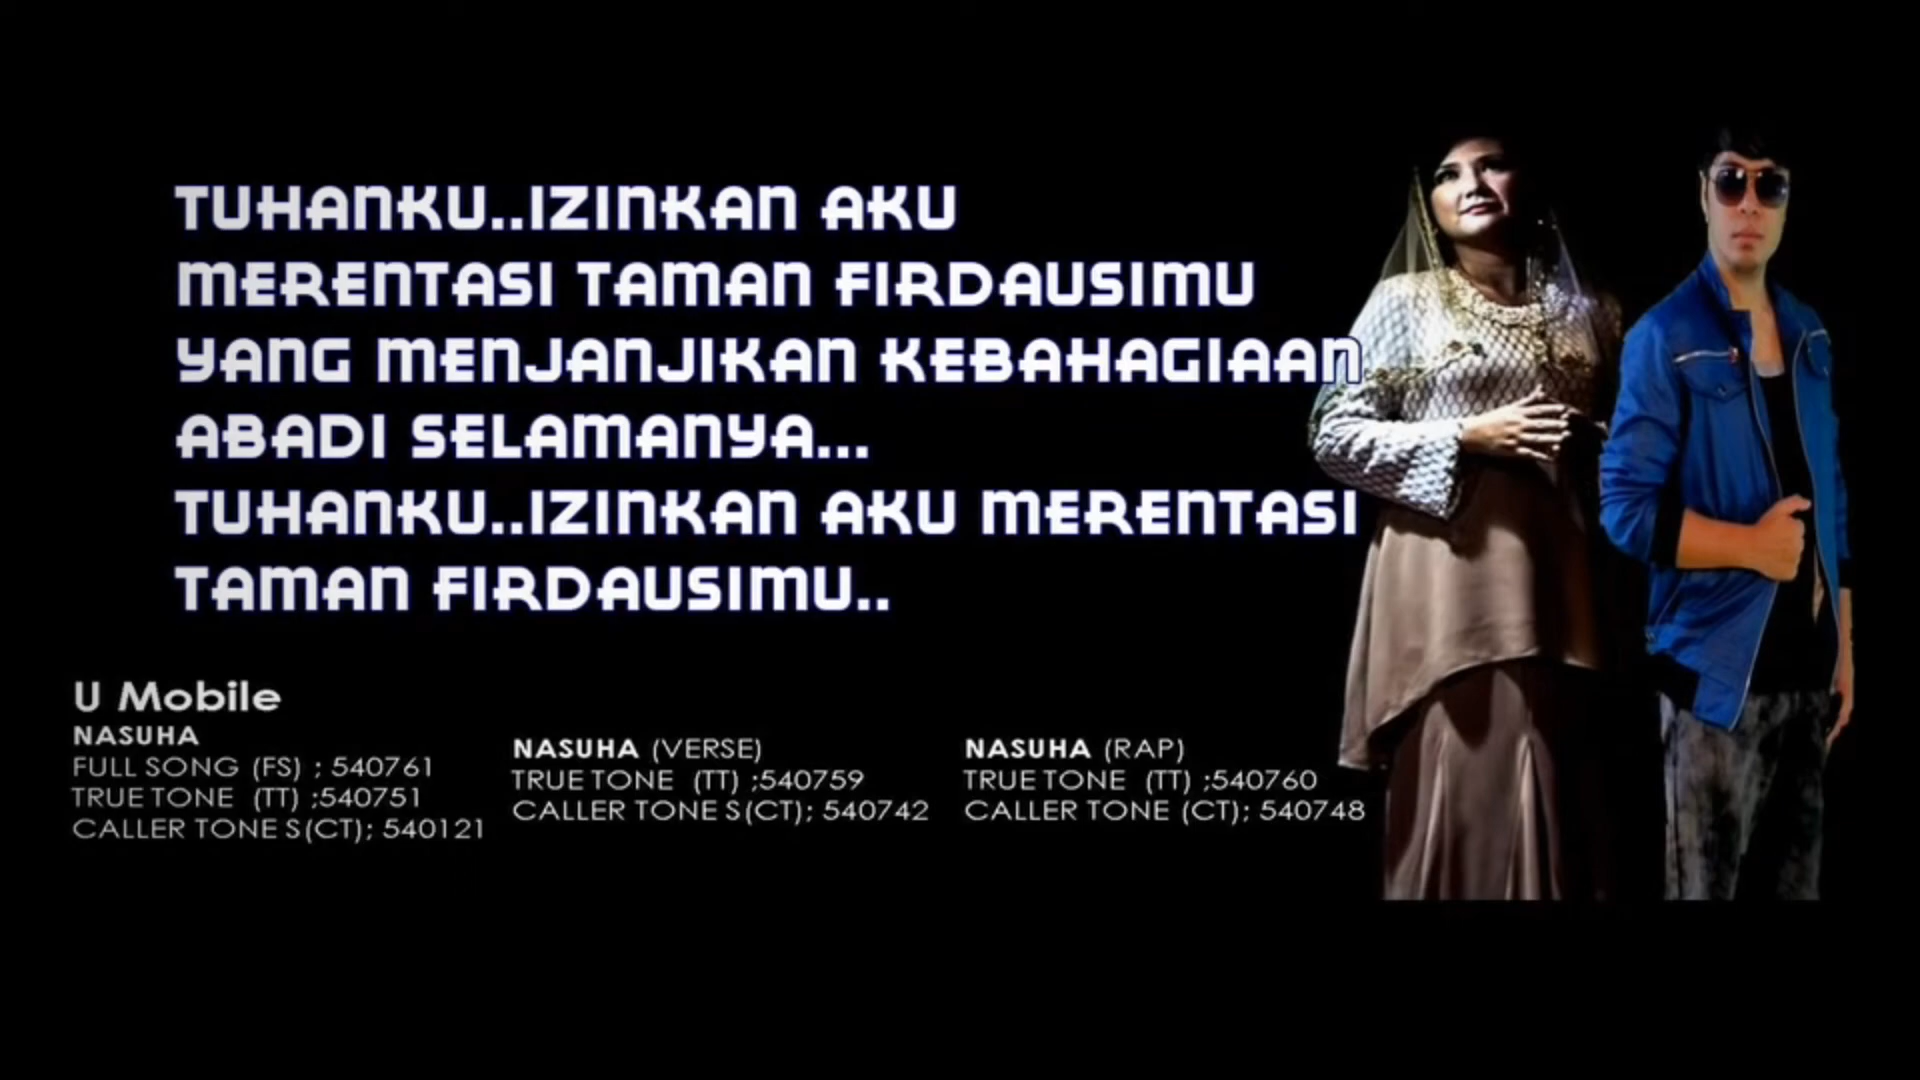 TUHANKU..IZINKAN AKU
MERENTASI TAMAN FIRDAUSIMU
YANG MENJANJIKAN KEBAHAGIAAN
ABADI SELAMANYA...
TUHANKU..IZINKAN AKU MERENTASI
TAMAN FIRDAUSIMU..
U Mobile
NASUHA
FULL SONG (FS) ; 540761
TRUE TONE (TT) ;540751
CALLER TONE S(CT); 540121
NASUHA (VERSE)
TRUE TONE (TT) ;540759
CALLER TONE S(CT); 540742
NASUHA (RAP)
TRUE TONE (TT) ;540760
CALLER TONE (CT); 540748